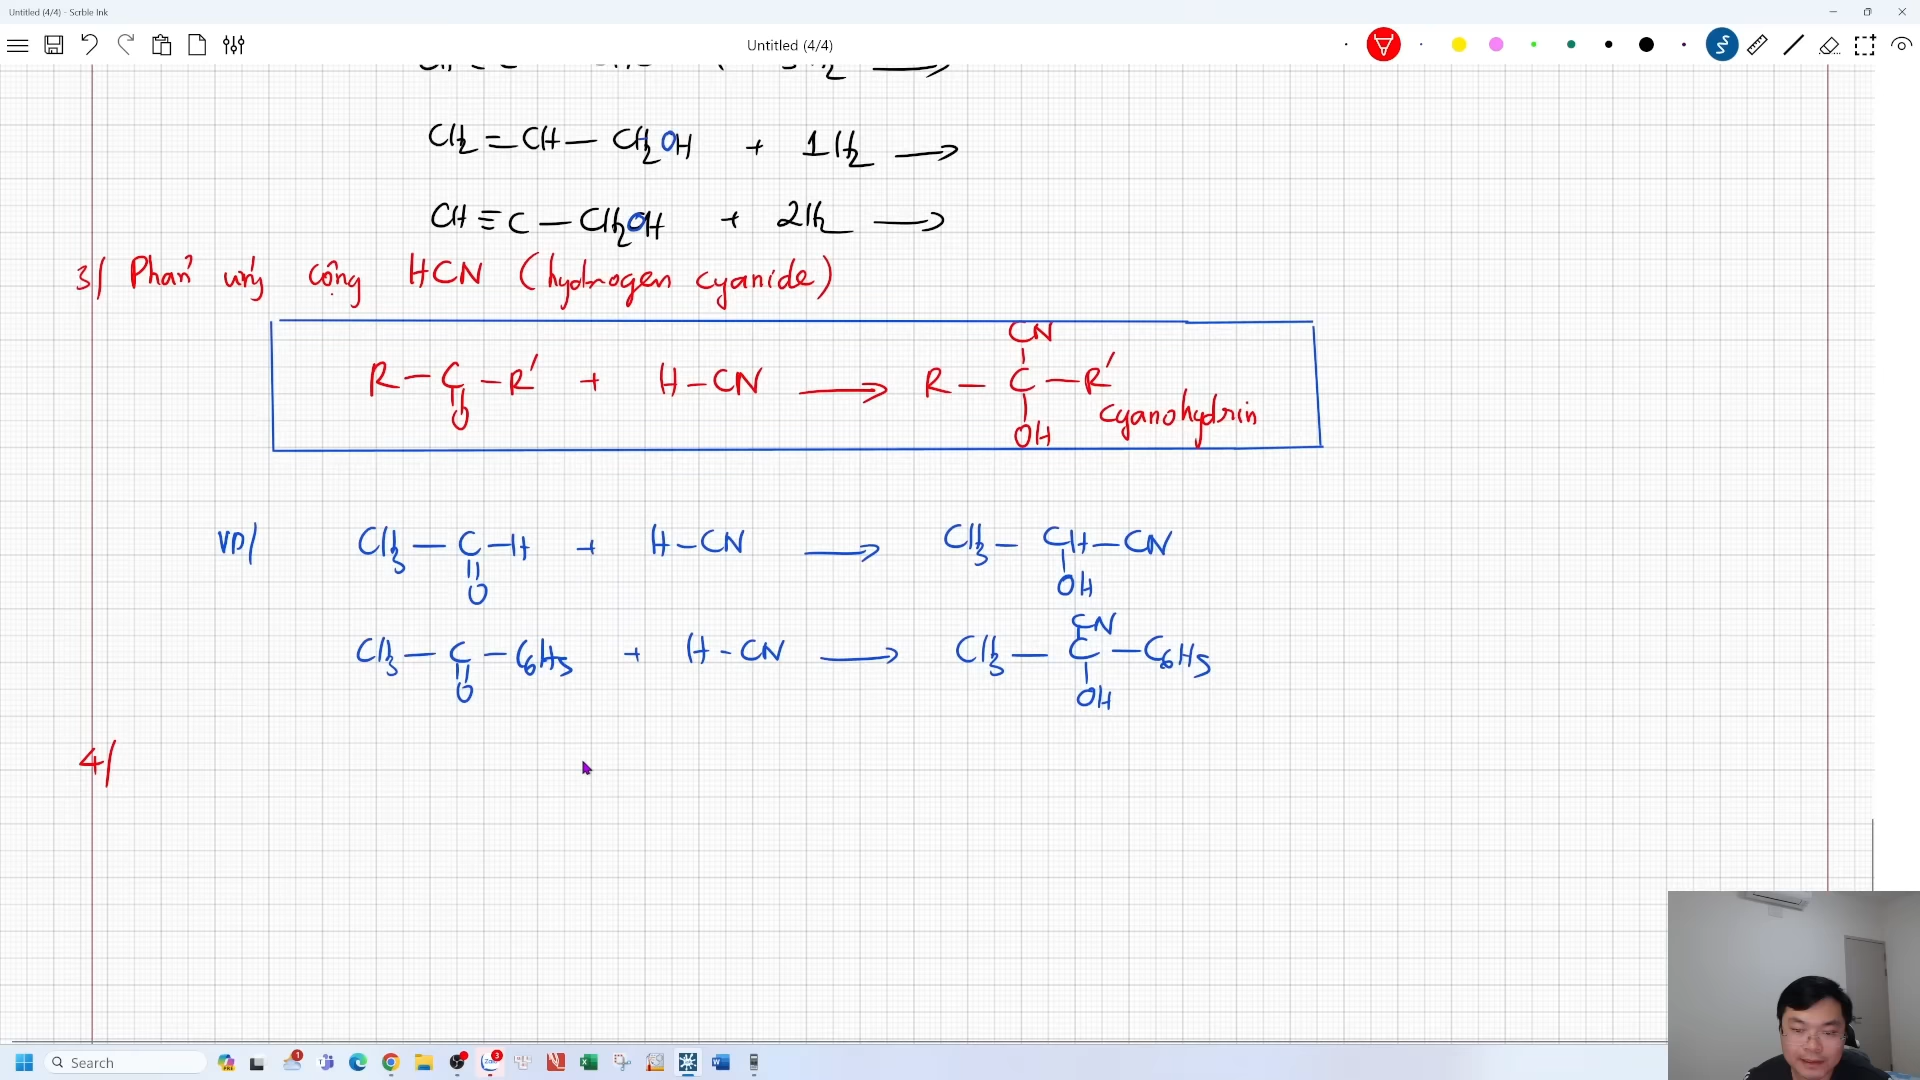 Untitled (4/4) - Scrble Ink
Untitled (4/4)
CH2 = CH — CH2OH + 1H2 ⟶
CH ≡ C — CH2OH + 2H2 ⟶
3/ Phản ứng cộng HCN (hydrogen cyanide)
CN
R — C — R' + H – CN ⟶ R — C — R'
O
cyanohydrin
OH
VD/ CH3 — C — H + H – CN ⟶ CH3 — CH — CN
O OH
CN
CH3 — C — C6H5 + H – CN ⟶ CH3 — C — C6H5
O OH
4/
Search